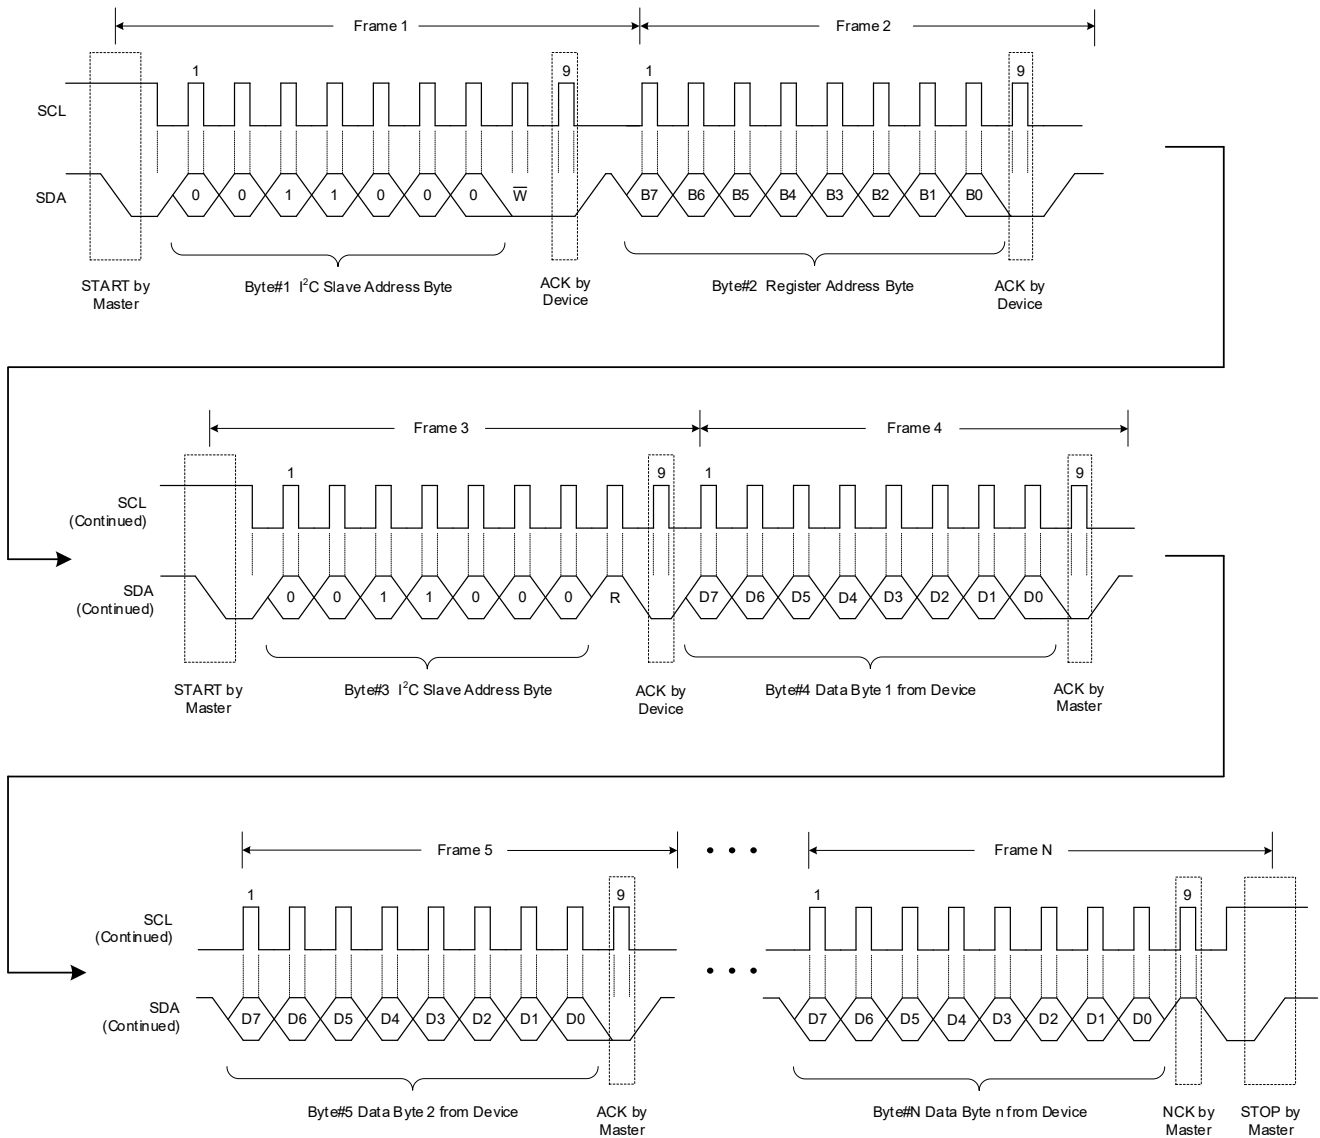 Frame 1
Frame 2
1
9
1
9
SCL
SDA
0 0 1 1 0 0 0 W̅
B7 B6 B5 B4 B3 B2 B1 B0
START by
Master
Byte#1 I²C Slave Address Byte
ACK by
Device
Byte#2 Register Address Byte
ACK by
Device
Frame 3
Frame 4
1
9
1
9
SCL
(Continued)
SDA
(Continued)
0 0 1 1 0 0 0 R
D7 D6 D5 D4 D3 D2 D1 D0
START by
Master
Byte#3 I²C Slave Address Byte
ACK by
Device
Byte#4 Data Byte 1 from Device
ACK by
Master
Frame 5
Frame N
1
9
1
9
SCL
(Continued)
SDA
(Continued)
D7 D6 D5 D4 D3 D2 D1 D0
D7 D6 D5 D4 D3 D2 D1 D0
Byte#5 Data Byte 2 from Device
ACK by
Master
Byte#N Data Byte n from Device
NCK by
Master
STOP by
Master